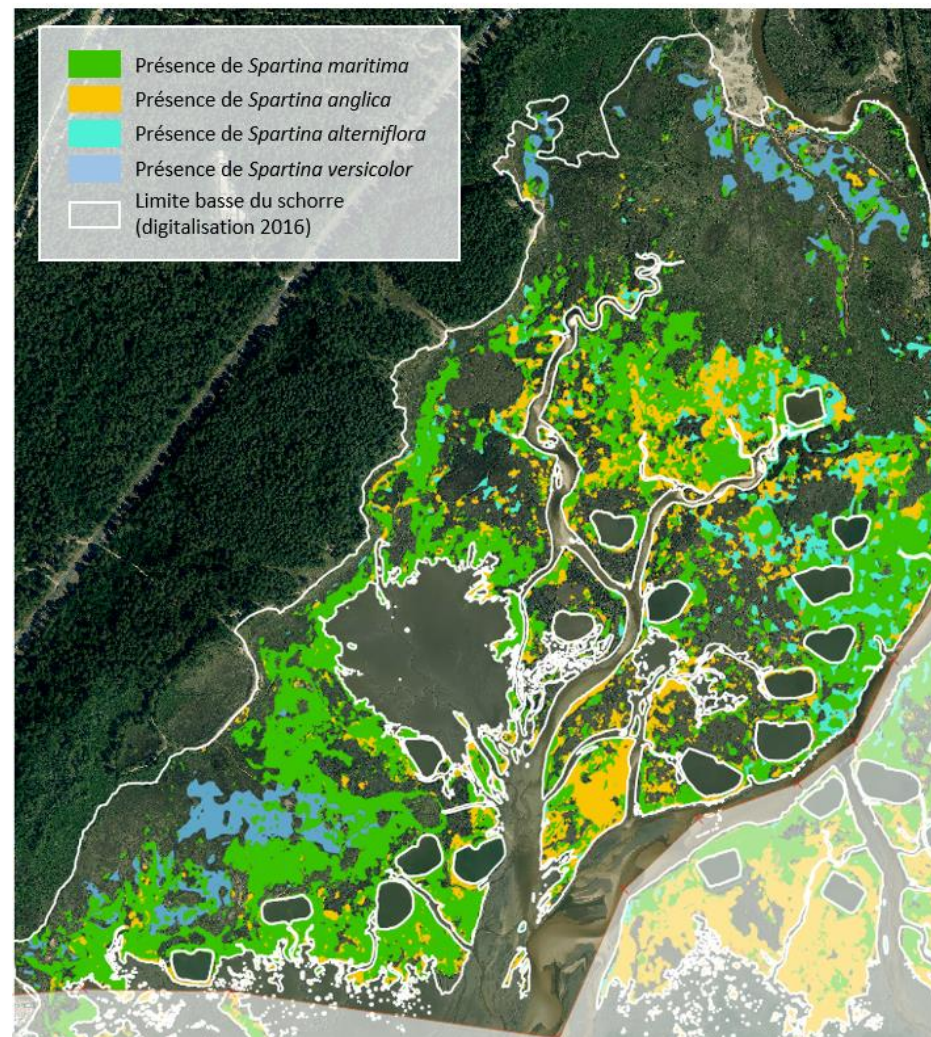 Présence de Spartina maritima
Présence de Spartina anglica
Présence de Spartina alterniflora
Présence de Spartina versicolor
Limite basse du schorre
(digitalisation 2016)